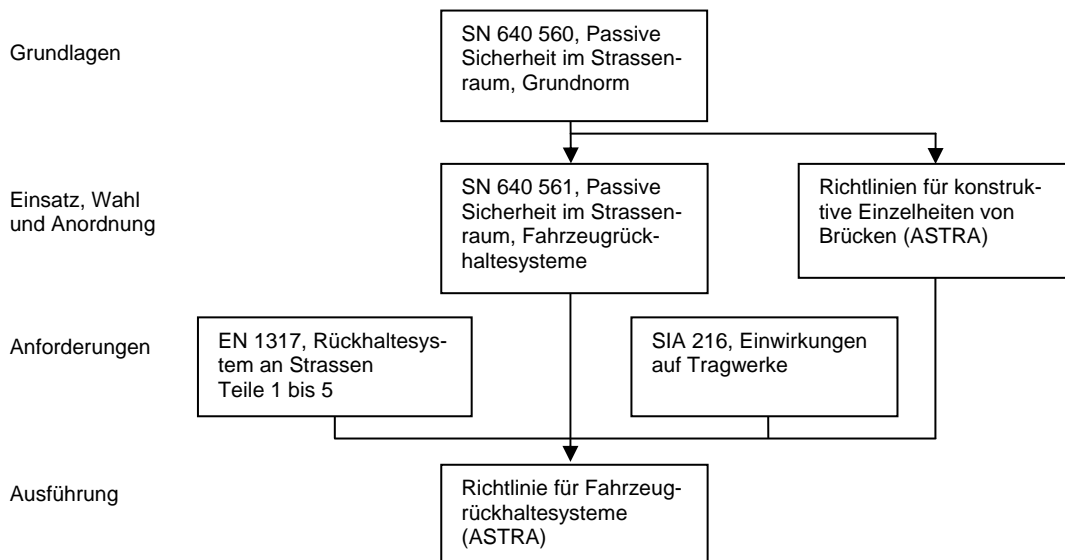 Grundlagen
SN 640 560, Passive
Sicherheit im Strassen-
raum, Grundnorm
Einsatz, Wahl
und Anordnung
SN 640 561, Passive
Sicherheit im Strassen-
raum, Fahrzeugrück-
haltesysteme
Richtlinien für konstruk-
tive Einzelheiten von
Brücken (ASTRA)
Anforderungen
EN 1317, Rückhaltesys-
tem an Strassen
Teile 1 bis 5
SIA 216, Einwirkungen
auf Tragwerke
Ausführung
Richtlinie für Fahrzeug-
rückhaltesysteme
(ASTRA)